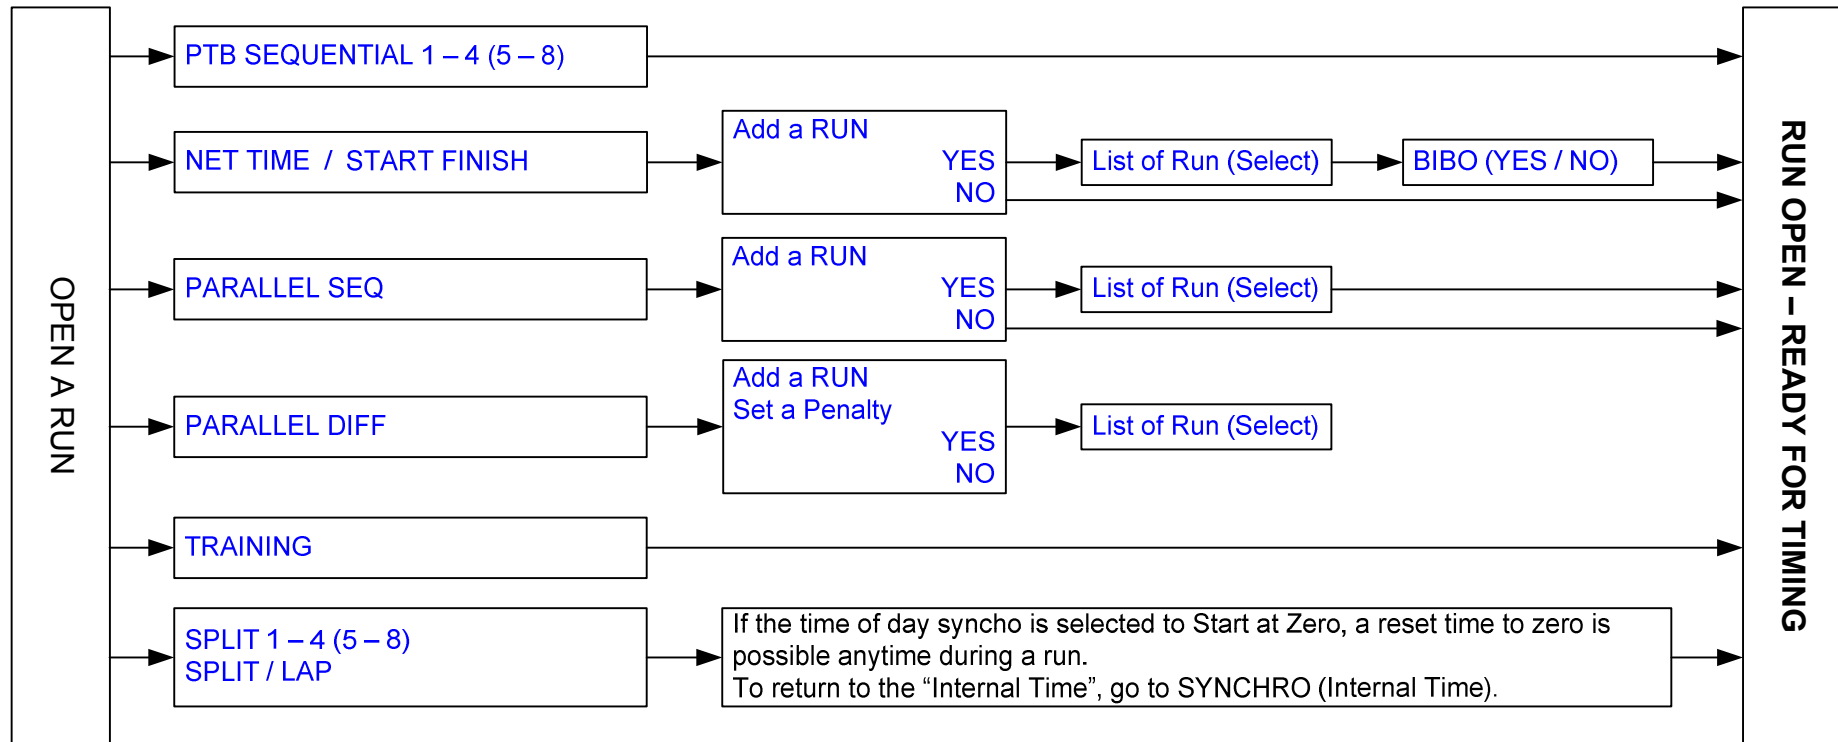 OPEN A RUN
PTB SEQUENTIAL 1 – 4 (5 – 8)
NET TIME / START FINISH
Add a RUN
YES
NO
List of Run (Select)
BIBO (YES / NO)
PARALLEL SEQ
Add a RUN
YES
NO
List of Run (Select)
PARALLEL DIFF
Add a RUN
Set a Penalty
YES
NO
List of Run (Select)
TRAINING
SPLIT 1 – 4 (5 – 8)
SPLIT / LAP
If the time of day syncho is selected to Start at Zero, a reset time to zero is
possible anytime during a run.
To return to the “Internal Time”, go to SYNCHRO (Internal Time).
RUN OPEN – READY FOR TIMING